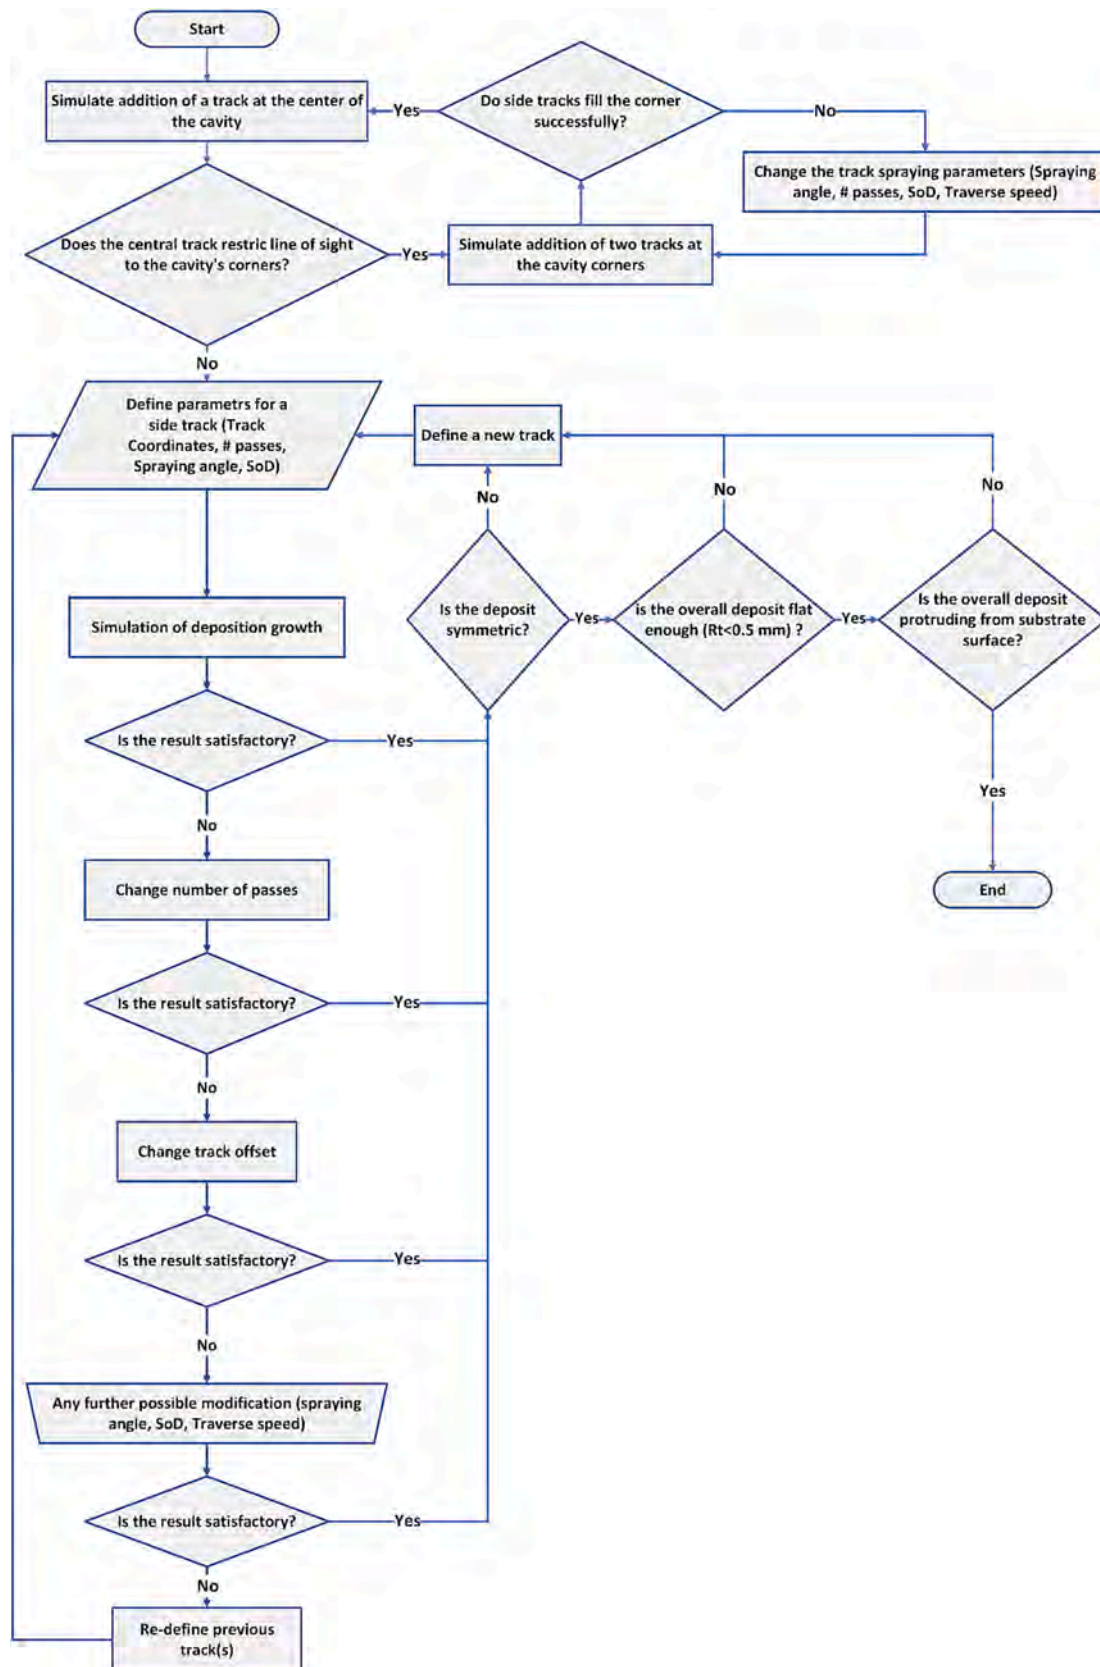 Start
Simulate addition of a track at the center of
the cavity
Yes
Do side tracks fill the corner
successfully?
No
Change the track spraying parameters (Spraying
angle, # passes, SoD, Traverse speed)
Does the central track restric line of sight
to the cavity's corners?
Yes
Simulate addition of two tracks at
the cavity corners
No
Define parametrs for a
side track (Track
Coordinates, # passes,
Spraying angle, SoD)
Define a new track
No
No
No
Simulation of deposition growth
Is the deposit
symmetric?
Yes
is the overall deposit flat
enough (Rt<0.5 mm) ?
Yes
Is the overall deposit
protruding from substrate
surface?
Is the result satisfactory?
Yes
Yes
No
Change number of passes
End
Is the result satisfactory?
Yes
No
Change track offset
Is the result satisfactory?
Yes
No
Any further possible modification (spraying
angle, SoD, Traverse speed)
Is the result satisfactory?
Yes
No
Re-define previous
track(s)